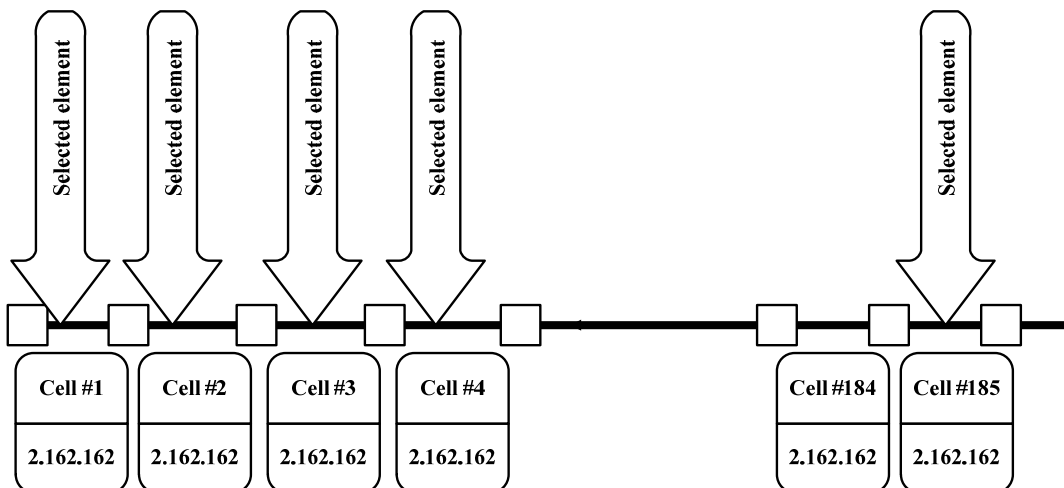 Selected element
Selected element
Selected element
Selected element
Selected element
Cell #1
Cell #2
Cell #3
Cell #4
Cell #184
Cell #185
2.162.162
2.162.162
2.162.162
2.162.162
2.162.162
2.162.162